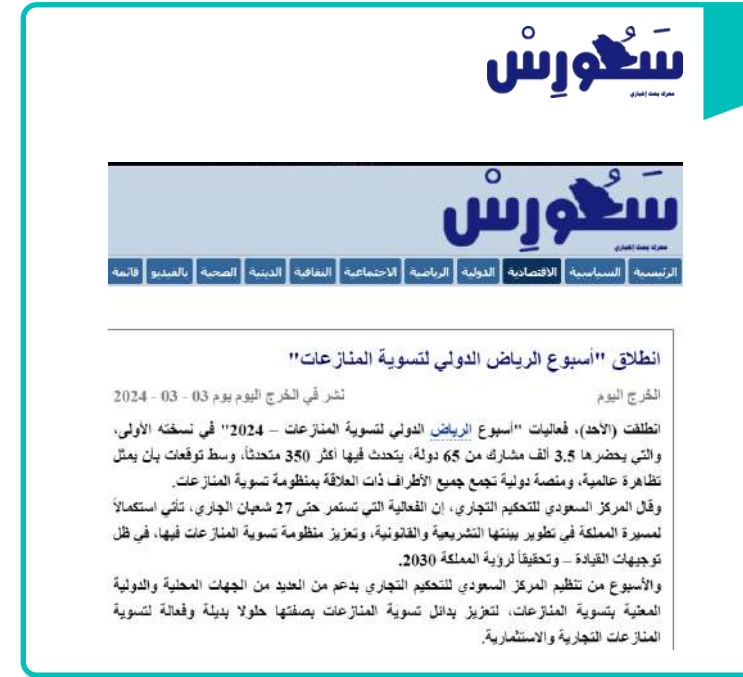 سَعُورِسْ
محرك بحث إخباري
سَعُورِسْ
محرك بحث إخباري
الرئيسية السياسية الاقتصادية الدولية الرياضية الاجتماعية الثقافية الدينية الصحية بالفيديو قائمة
انطلاق "أسبوع الرياض الدولي لتسوية المنازعات"
الخرج اليوم نشر في الخرج اليوم يوم 03 - 03 - 2024
انطلقت (الأحد)، فعاليات "أسبوع الرياض الدولي لتسوية المنازعات – 2024" في نسخته الأولى،
والتي يحضرها 3.5 ألف مشارك من 65 دولة، يتحدث فيها أكثر 350 متحدثاً، وسط توقعات بأن يمثل
تظاهرة عالمية، ومنصة دولية تجمع جميع الأطراف ذات العلاقة بمنظومة تسوية المنازعات.
وقال المركز السعودي للتحكيم التجاري، إن الفعالية التي تستمر حتى 27 شعبان الجاري، تأتي استكمالاً
لمسيرة المملكة في تطوير بيئتها التشريعية والقانونية، وتعزيز منظومة تسوية المنازعات فيها، في ظل
توجيهات القيادة – وتحقيقاً لرؤية المملكة 2030.
والأسبوع من تنظيم المركز السعودي للتحكيم التجاري بدعم من العديد من الجهات المحلية والدولية
المعنية بتسوية المنازعات، لتعزيز بدائل تسوية المنازعات بصفتها حلولا بديلة وفعالة لتسوية
المنازعات التجارية والاستثمارية.